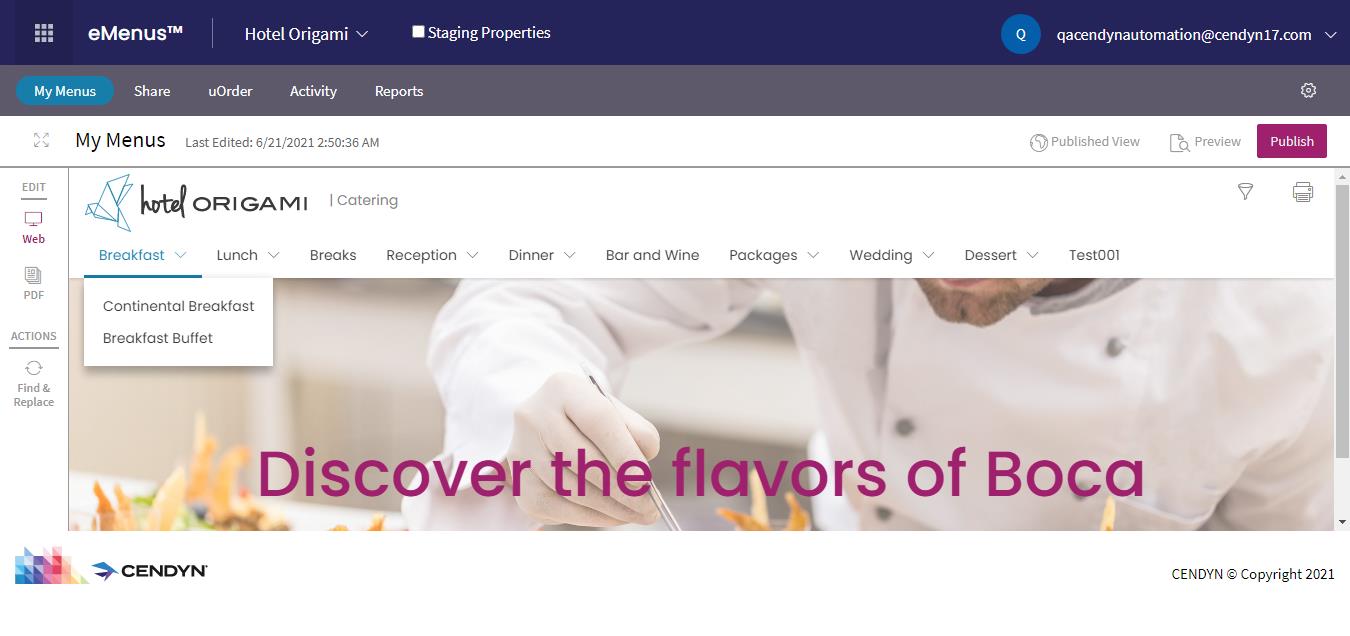 eMenus™ Hotel Origami Staging Properties Q qacendynautomation@cendyn17.com
My Menus Share uOrder Activity Reports
My Menus Last Edited: 6/21/2021 2:50:36 AM Published View Preview Publish
EDIT
Web
PDF
ACTIONS
Find &
Replace
hotel ORIGAMI | Catering
Breakfast Lunch Breaks Reception Dinner Bar and Wine Packages Wedding Dessert Test001
Continental Breakfast
Breakfast Buffet
Discover the flavors of Boca
CENDYN
CENDYN © Copyright 2021